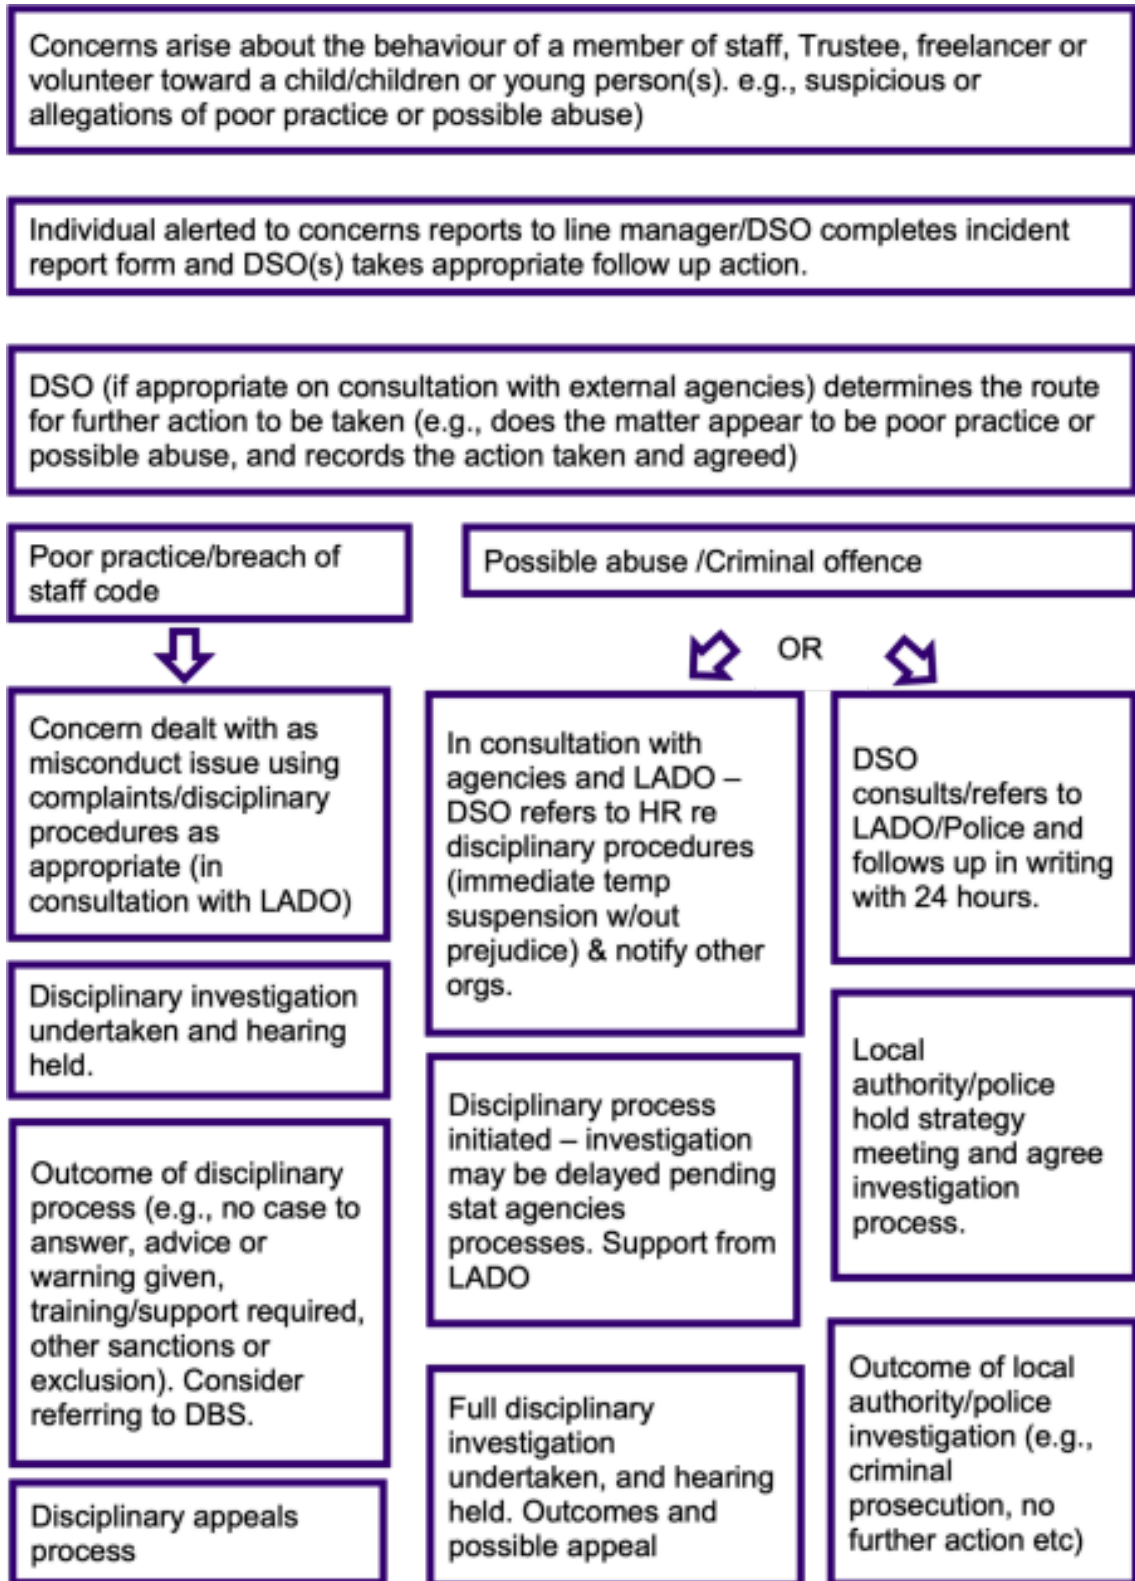 Concerns arise about the behaviour of a member of staff, Trustee, freelancer or
volunteer toward a child/children or young person(s). e.g., suspicious or
allegations of poor practice or possible abuse)
Individual alerted to concerns reports to line manager/DSO completes incident
report form and DSO(s) takes appropriate follow up action.
DSO (if appropriate on consultation with external agencies) determines the route
for further action to be taken (e.g., does the matter appear to be poor practice or
possible abuse, and records the action taken and agreed)
Poor practice/breach of
staff code
Possible abuse /Criminal offence
OR
Concern dealt with as
misconduct issue using
complaints/disciplinary
procedures as
appropriate (in
consultation with LADO)
Disciplinary investigation
undertaken and hearing
held.
Outcome of disciplinary
process (e.g., no case to
answer, advice or
warning given,
training/support required,
other sanctions or
exclusion). Consider
referring to DBS.
Disciplinary appeals
process
In consultation with
agencies and LADO –
DSO refers to HR re
disciplinary procedures
(immediate temp
suspension w/out
prejudice) & notify other
orgs.
Disciplinary process
initiated – investigation
may be delayed pending
stat agencies
processes. Support from
LADO
Full disciplinary
investigation
undertaken, and hearing
held. Outcomes and
possible appeal
DSO
consults/refers to
LADO/Police and
follows up in writing
with 24 hours.
Local
authority/police
hold strategy
meeting and agree
investigation
process.
Outcome of local
authority/police
investigation (e.g.,
criminal
prosecution, no
further action etc)